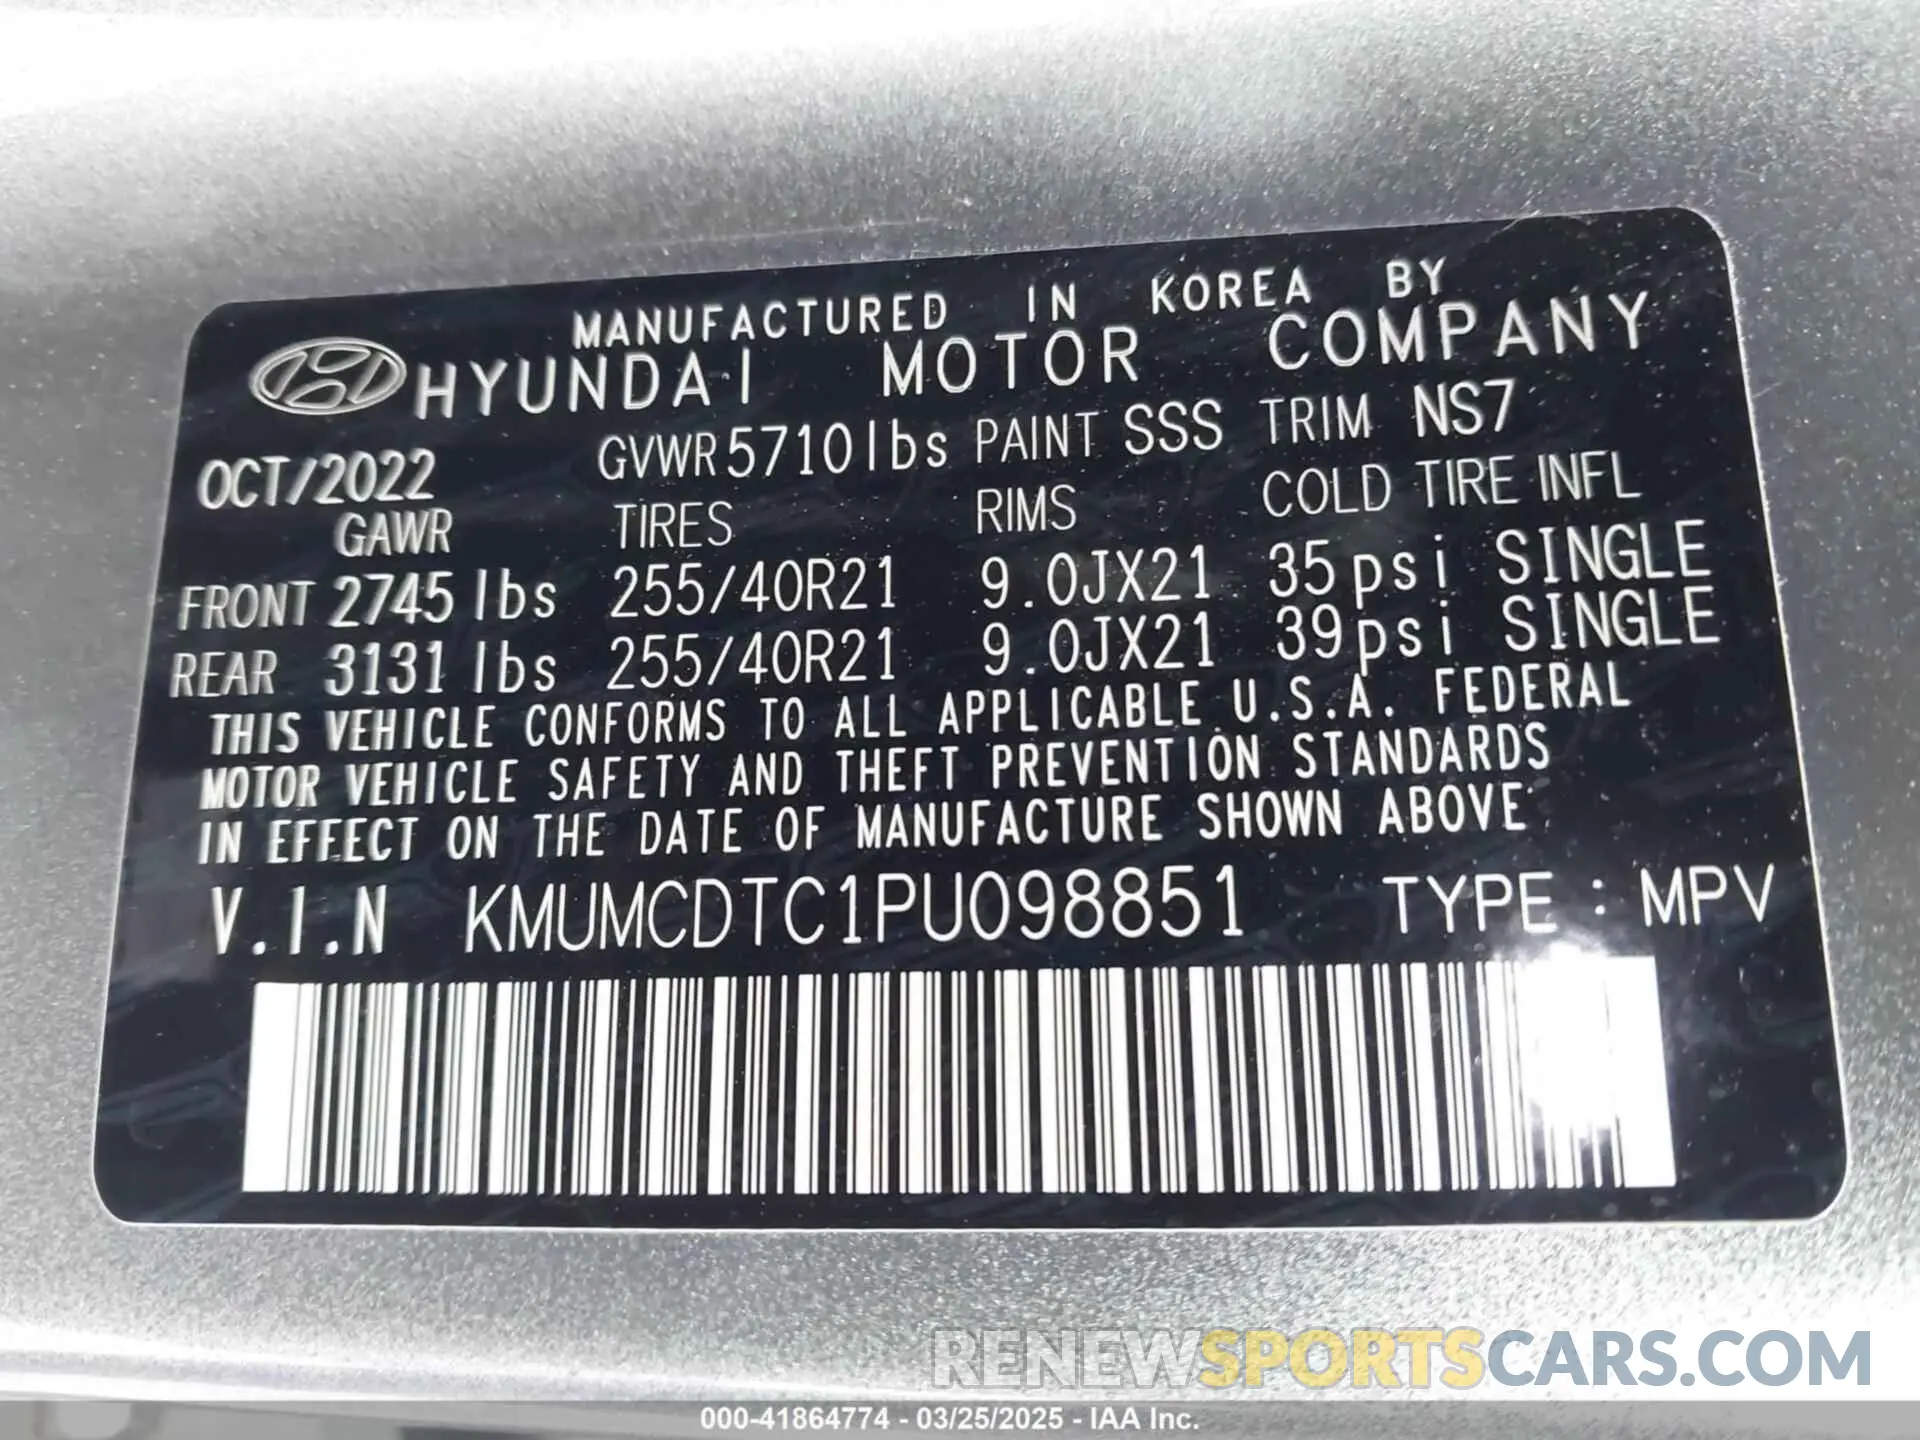 MANUFACTURED IN KOREA BY
HYUNDAI MOTOR COMPANY
OCT/2022 GVWR 5710lbs PAINT SSS TRIM NS7
GAWR TIRES RIMS COLD TIRE INFL
FRONT 2745 lbs 255/40R21 9.0JX21 35psi SINGLE
REAR 3131 lbs 255/40R21 9.0JX21 39psi SINGLE
THIS VEHICLE CONFORMS TO ALL APPLICABLE U.S.A. FEDERAL
MOTOR VEHICLE SAFETY AND THEFT PREVENTION STANDARDS
IN EFFECT ON THE DATE OF MANUFACTURE SHOWN ABOVE
V.I.N KMUMCDTC1PU098851 TYPE : MPV
RENEWSPORTSCARS.COM
000-41864774 - 03/25/2025 - IAA Inc.